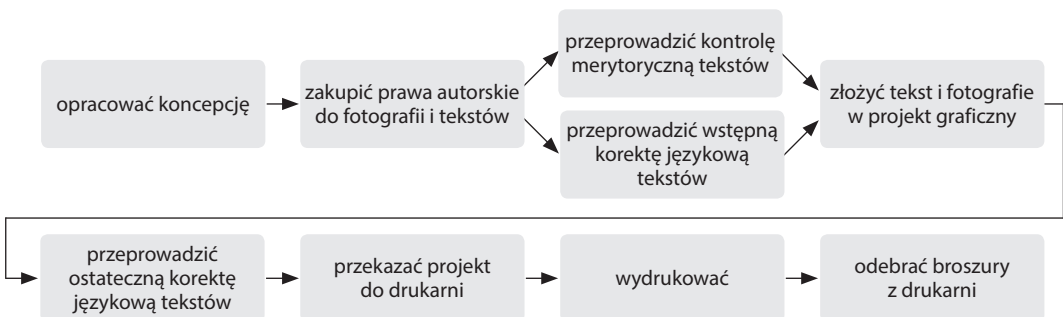 opracować koncepcję
zakupić prawa autorskie
do fotografii i tekstów
przeprowadzić kontrolę
merytoryczną tekstów
przeprowadzić wstępną
korektę językową
tekstów
złożyć tekst i fotografie
w projekt graficzny
przeprowadzić
ostateczną korektę
językową tekstów
przekazać projekt
do drukarni
wydrukować
odebrać broszury
z drukarni